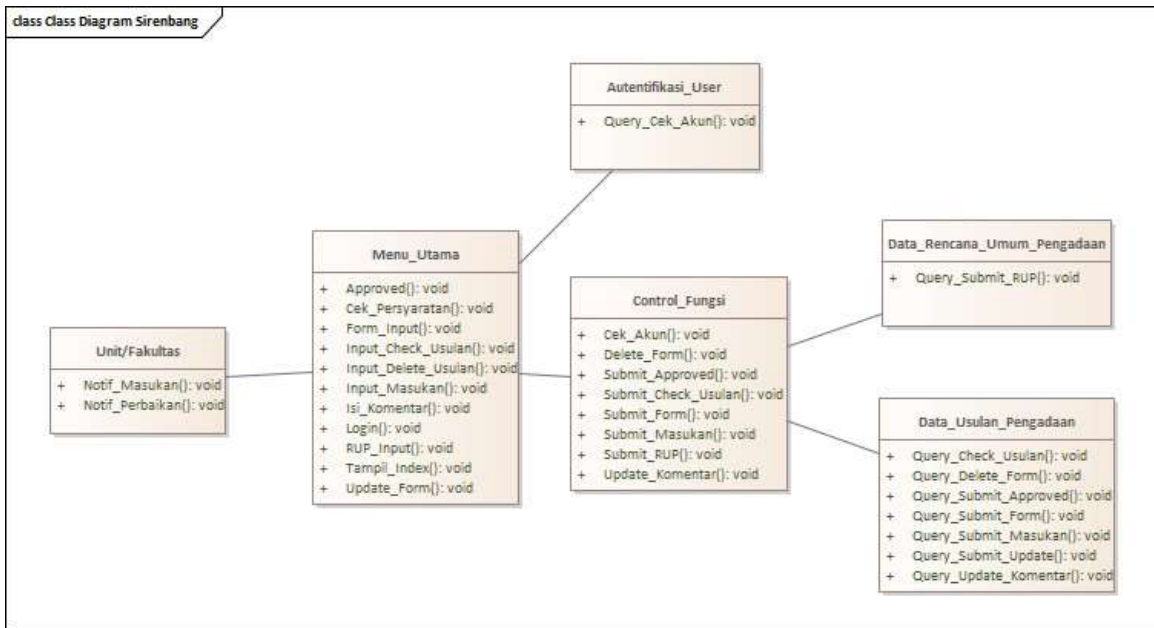 class Class Diagram Sirenbang
Autentifikasi_User
+ Query_Cek_Akun(): void
Menu_Utama
+ Approved(): void
+ Cek_Persyaratan(): void
+ Form_Input(): void
+ Input_Check_Usulan(): void
+ Input_Delete_Usulan(): void
+ Input_Masukan(): void
+ Isi_Komentar(): void
+ Login(): void
+ RUP_Input(): void
+ Tampil_Index(): void
+ Update_Form(): void
Unit/Fakultas
+ Notif_Masukan(): void
+ Notif_Perbaikan(): void
Control_Fungsi
+ Cek_Akun(): void
+ Delete_Form(): void
+ Submit_Approved(): void
+ Submit_Check_Usulan(): void
+ Submit_Form(): void
+ Submit_Masukan(): void
+ Submit_RUP(): void
+ Update_Komentar(): void
Data_Rencana_Umum_Pengadaan
+ Query_Submit_RUP(): void
Data_Usulan_Pengadaan
+ Query_Check_Usulan(): void
+ Query_Delete_Form(): void
+ Query_Submit_Approved(): void
+ Query_Submit_Form(): void
+ Query_Submit_Masukan(): void
+ Query_Submit_Update(): void
+ Query_Update_Komentar(): void